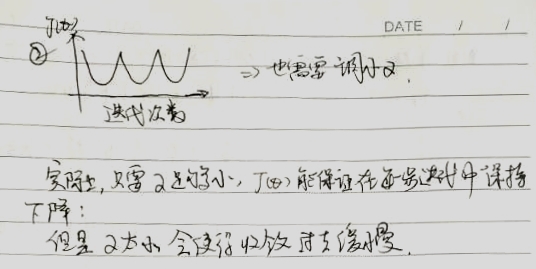 DATE / /
J(θ)
② ⇒ 也需要调小α.
迭代次数
实际上, 只要α足够小, J(θ)能保证在每步迭代中保持
下降;
但是α太小会使得收敛过于缓慢.